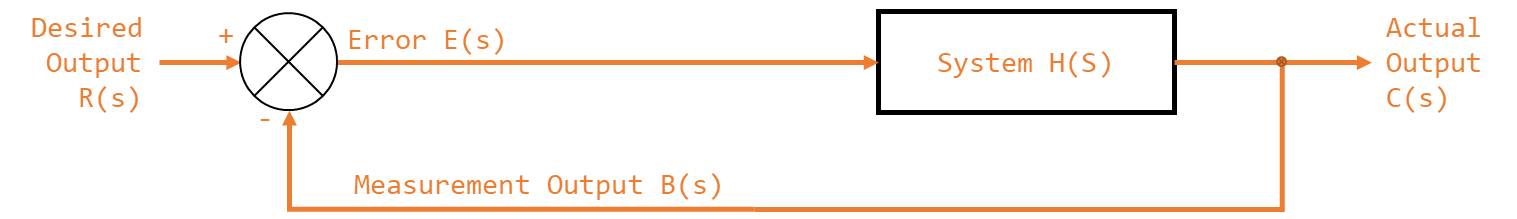 Desired
Output
R(s)
+
-
Error E(s)
System H(S)
Actual
Output
C(s)
Measurement Output B(s)